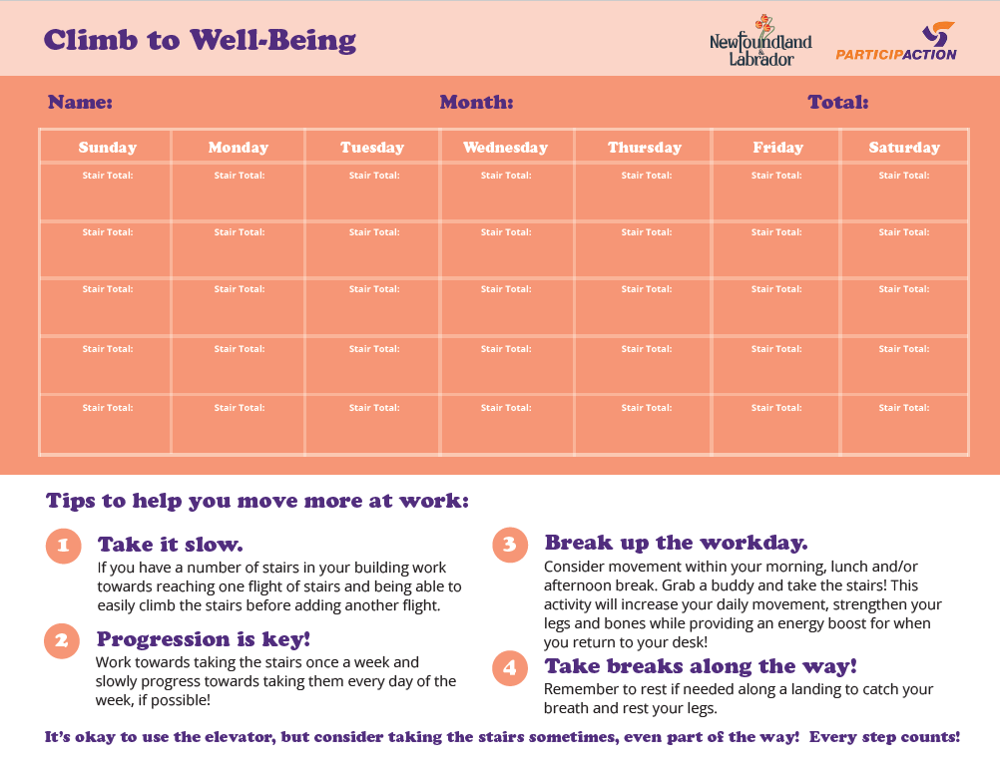 Climb to Well-Being
Newfoundland
&
Labrador
PARTICIPACTION
Name: Month: Total:
Sunday Monday Tuesday Wednesday Thursday Friday Saturday
Stair Total: Stair Total: Stair Total: Stair Total: Stair Total: Stair Total: Stair Total:
Stair Total: Stair Total: Stair Total: Stair Total: Stair Total: Stair Total: Stair Total:
Stair Total: Stair Total: Stair Total: Stair Total: Stair Total: Stair Total: Stair Total:
Stair Total: Stair Total: Stair Total: Stair Total: Stair Total: Stair Total: Stair Total:
Stair Total: Stair Total: Stair Total: Stair Total: Stair Total: Stair Total: Stair Total:
Tips to help you move more at work:
1 Take it slow.
If you have a number of stairs in your building work
towards reaching one flight of stairs and being able to
easily climb the stairs before adding another flight.
2 Progression is key!
Work towards taking the stairs once a week and
slowly progress towards taking them every day of the
week, if possible!
3 Break up the workday.
Consider movement within your morning, lunch and/or
afternoon break. Grab a buddy and take the stairs! This
activity will increase your daily movement, strengthen your
legs and bones while providing an energy boost for when
you return to your desk!
4 Take breaks along the way!
Remember to rest if needed along a landing to catch your
breath and rest your legs.
It's okay to use the elevator, but consider taking the stairs sometimes, even part of the way! Every step counts!